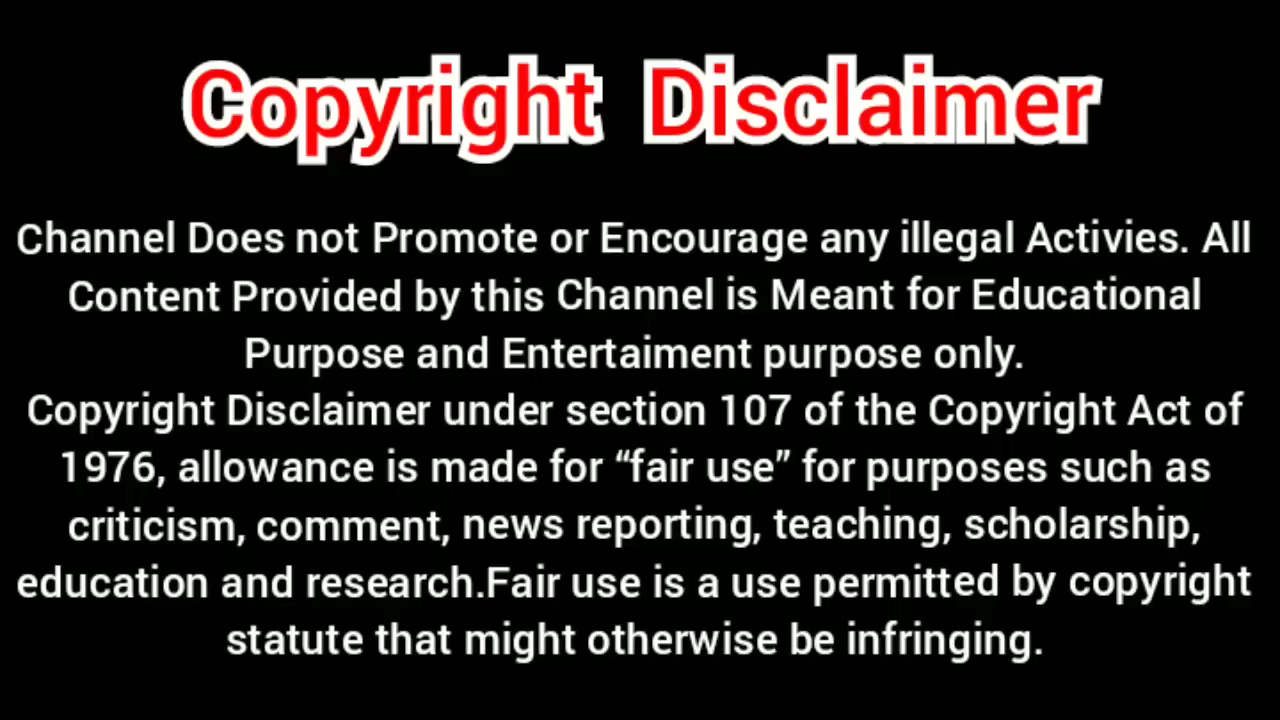 Copyright Disclaimer
Channel Does not Promote or Encourage any illegal Activies. All
Content Provided by this Channel is Meant for Educational
Purpose and Entertaiment purpose only.
Copyright Disclaimer under section 107 of the Copyright Act of
1976, allowance is made for “fair use” for purposes such as
criticism, comment, news reporting, teaching, scholarship,
education and research.Fair use is a use permitted by copyright
statute that might otherwise be infringing.